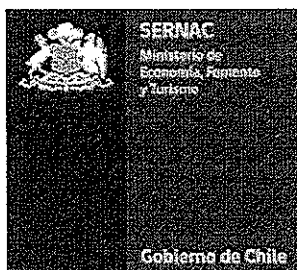 SERNAC
Ministerio de
Economía, Fomento
y Turismo
Gobierno de Chile